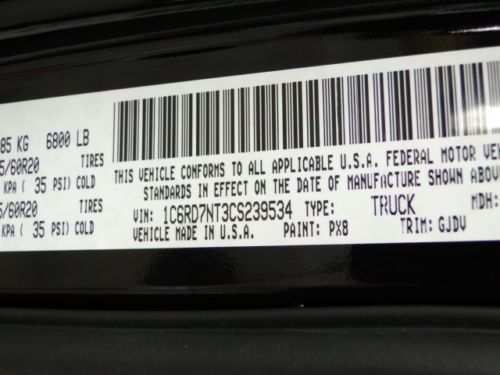 85 KG 6800 LB
5/60R20 TIRES
KPA ( 35 PSI) COLD
5/60R20 TIRES
KPA ( 35 PSI) COLD
THIS VEHICLE CONFORMS TO ALL APPLICABLE U.S.A. FEDERAL MOTOR VEH
STANDARDS IN EFFECT ON THE DATE OF MANUFACTURE SHOWN ABOVE
VIN: 1C6RD7NT3CS239534 TYPE: TRUCK
VEHICLE MADE IN U.S.A. PAINT: PX8 TRIM: GJDV